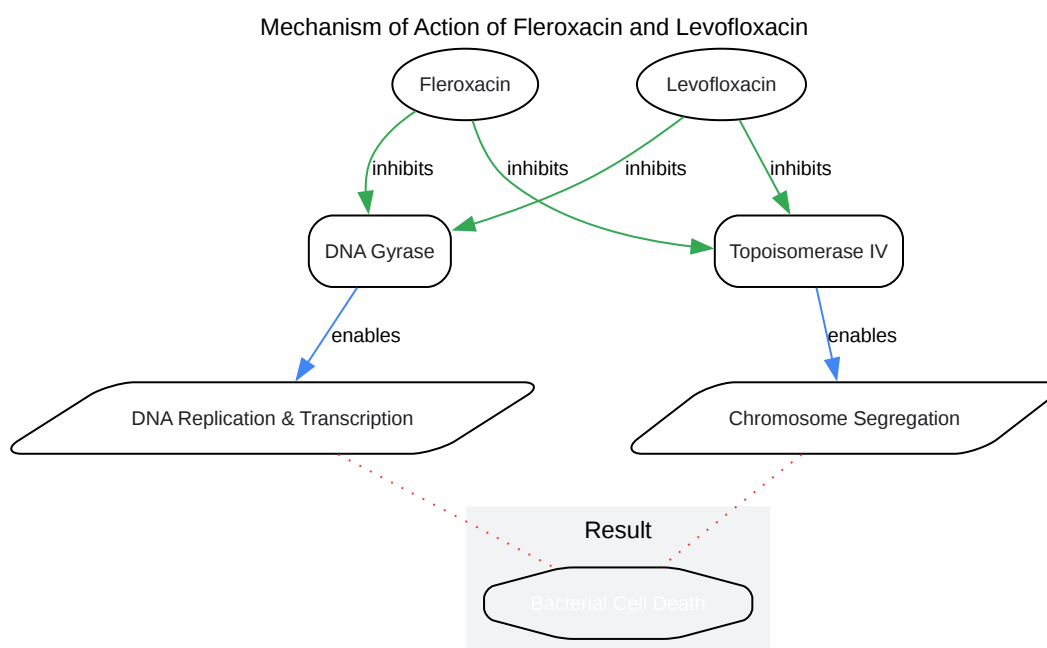 Mechanism of Action of Fleroxacin and Levofloxacin
Fleroxacin
Levofloxacin
inhibits
inhibits
inhibits
inhibits
DNA Gyrase
Topoisomerase IV
enables
enables
DNA Replication & Transcription
Chromosome Segregation
Result
Bacterial Cell Death